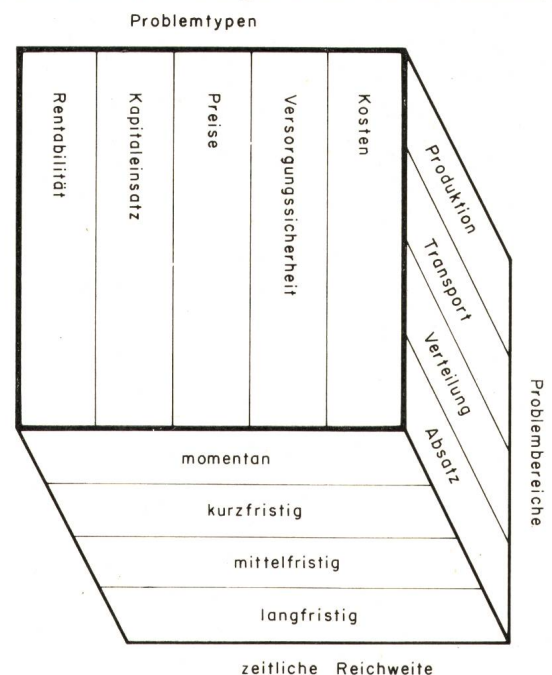 Problemtypen
Rentabilität
Kapitaleinsatz
Preise
Versorgungssicherheit
Kosten
Produktion
Transport
Verteilung
Absatz
Problembereiche
momentan
kurzfristig
mittelfristig
langfristig
zeitliche Reichweite